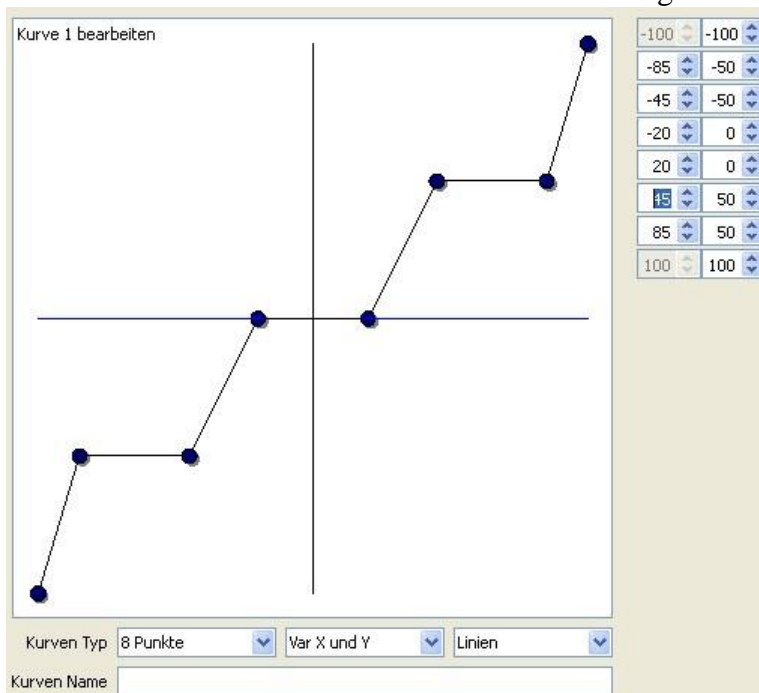 Kurve 1 bearbeiten
-100 -100
-85 -50
-45 -50
-20 0
20 0
45 50
85 50
100 100
Kurven Typ 8 Punkte Var X und Y Linien
Kurven Name